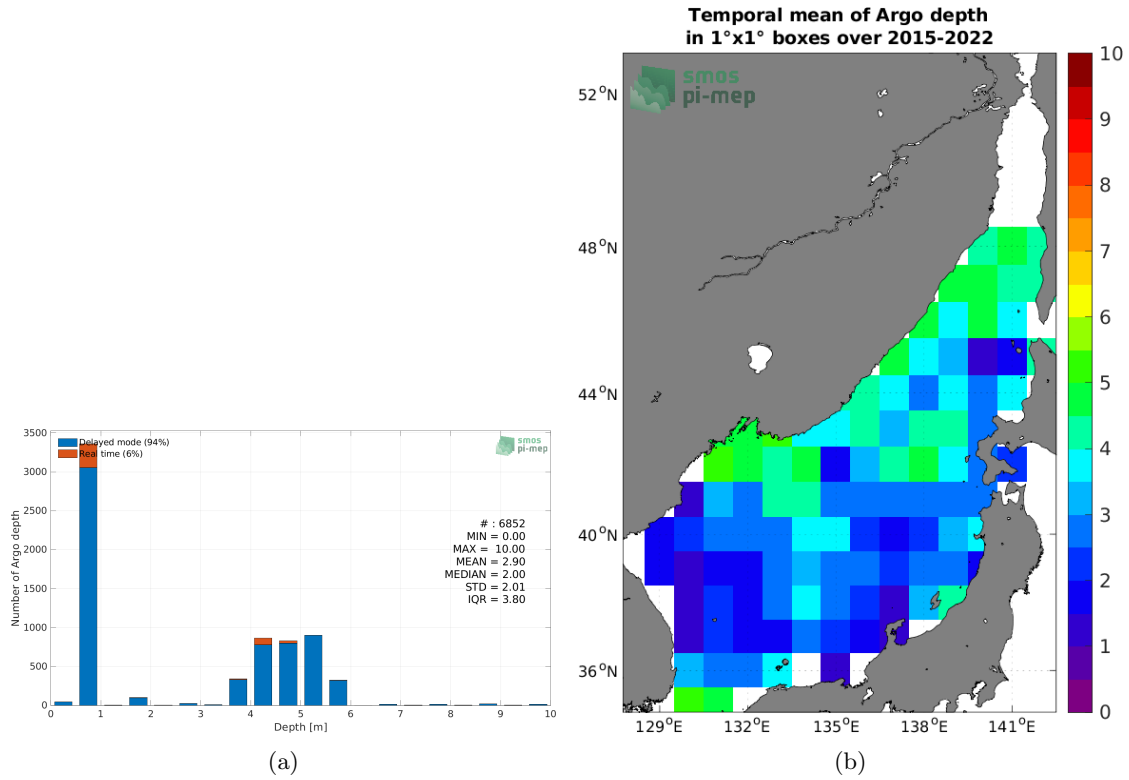 3500
3000
2500
2000
1500
1000
500
0
Number of Argo depth
Delayed mode (94%)
Real time (6%)
smos
pi-mep
# : 6852
MIN = 0.00
MAX = 10.00
MEAN = 2.90
MEDIAN = 2.00
STD = 2.01
IQR = 3.80
0 1 2 3 4 5 6 7 8 9 10
Depth [m]
(a)
Temporal mean of Argo depth
in 1°x1° boxes over 2015-2022
smos
pi-mep
52°N
48°N
44°N
40°N
36°N
129°E 132°E 135°E 138°E 141°E
10
9
8
7
6
5
4
3
2
1
0
(b)